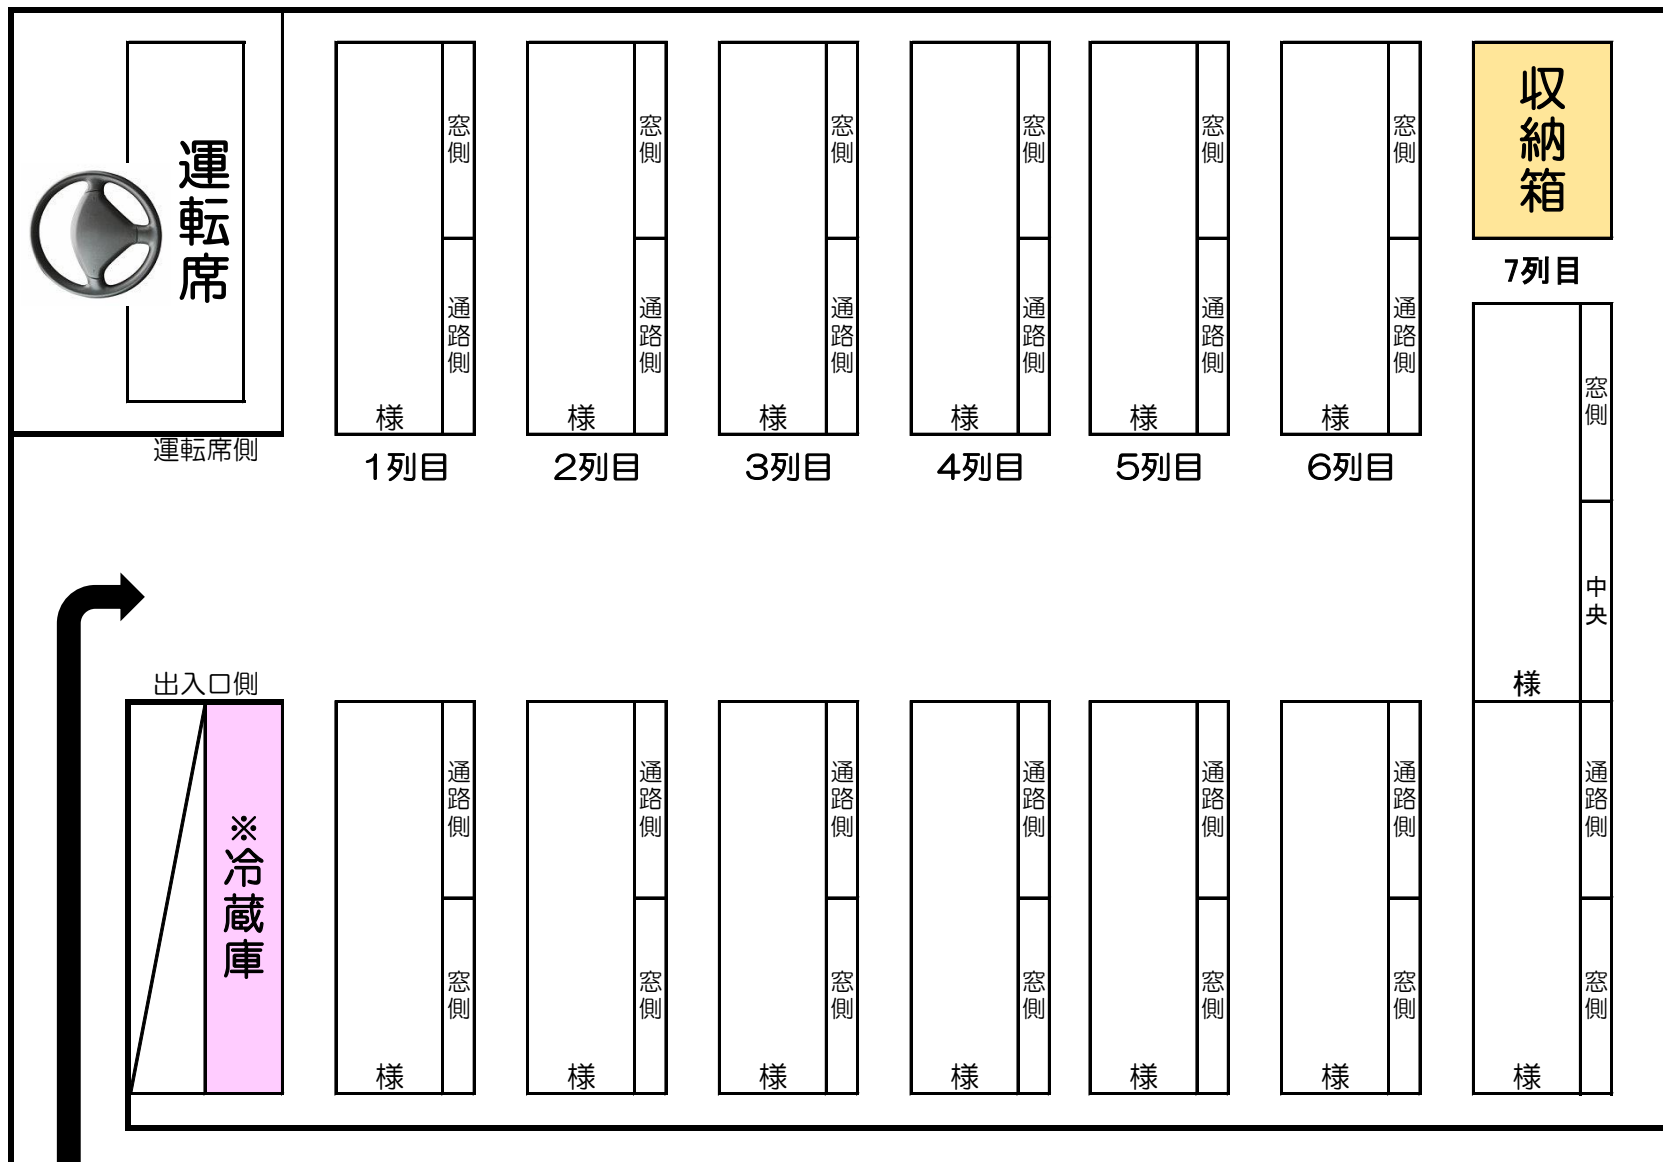 運転席
運転席側
窓側
通路側
様
1列目
窓側
通路側
様
2列目
窓側
通路側
様
3列目
窓側
通路側
様
4列目
窓側
通路側
様
5列目
窓側
通路側
様
6列目
収納箱
7列目
窓側
中央
様
出入口側
※冷蔵庫
通路側
窓側
様
通路側
窓側
様
通路側
窓側
様
通路側
窓側
様
通路側
窓側
様
通路側
窓側
様
通路側
窓側
様